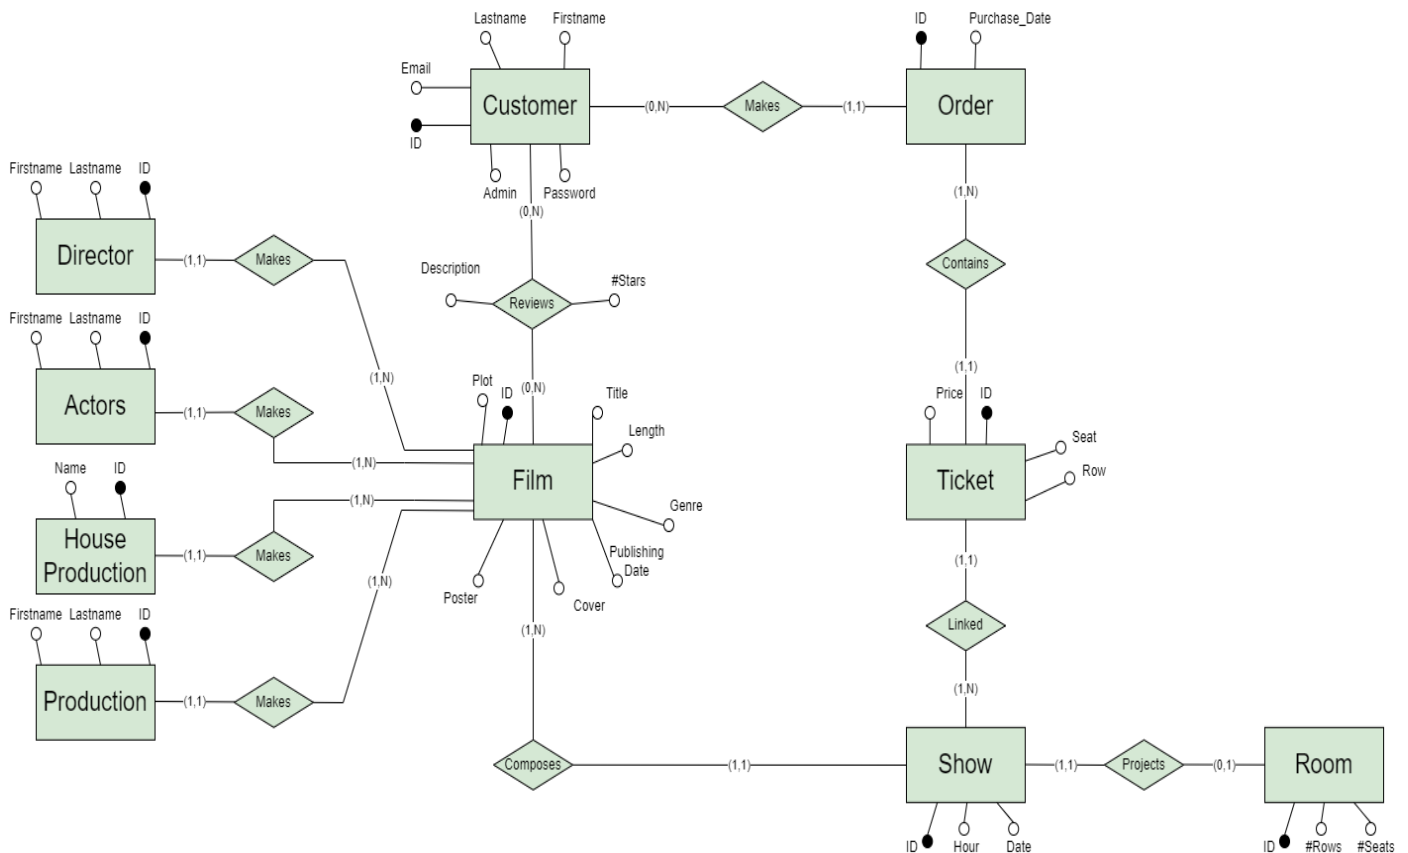 Lastname Firstname
ID Purchase_Date
Email
Customer (0,N) Makes (1,1) Order
ID
Admin Password
Firstname Lastname ID
(0,N)
(1,N)
Director (1,1) Makes
Contains
Description #Stars
Reviews
Firstname Lastname ID
(1,N)
(0,N)
(1,1)
Plot ID Title
Price ID
Actors (1,1) Makes
Length
Seat
(1,N)
Row
Name ID
Film
Ticket
(1,N)
Genre
House
Production
(1,1) Makes
Publishing
Date
(1,N)
Poster Cover
(1,1)
Firstname Lastname ID
(1,N)
Linked
Production (1,1) Makes
(1,N)
Composes (1,1) Show (1,1) Projects (0,1) Room
ID Hour Date
ID #Rows #Seats